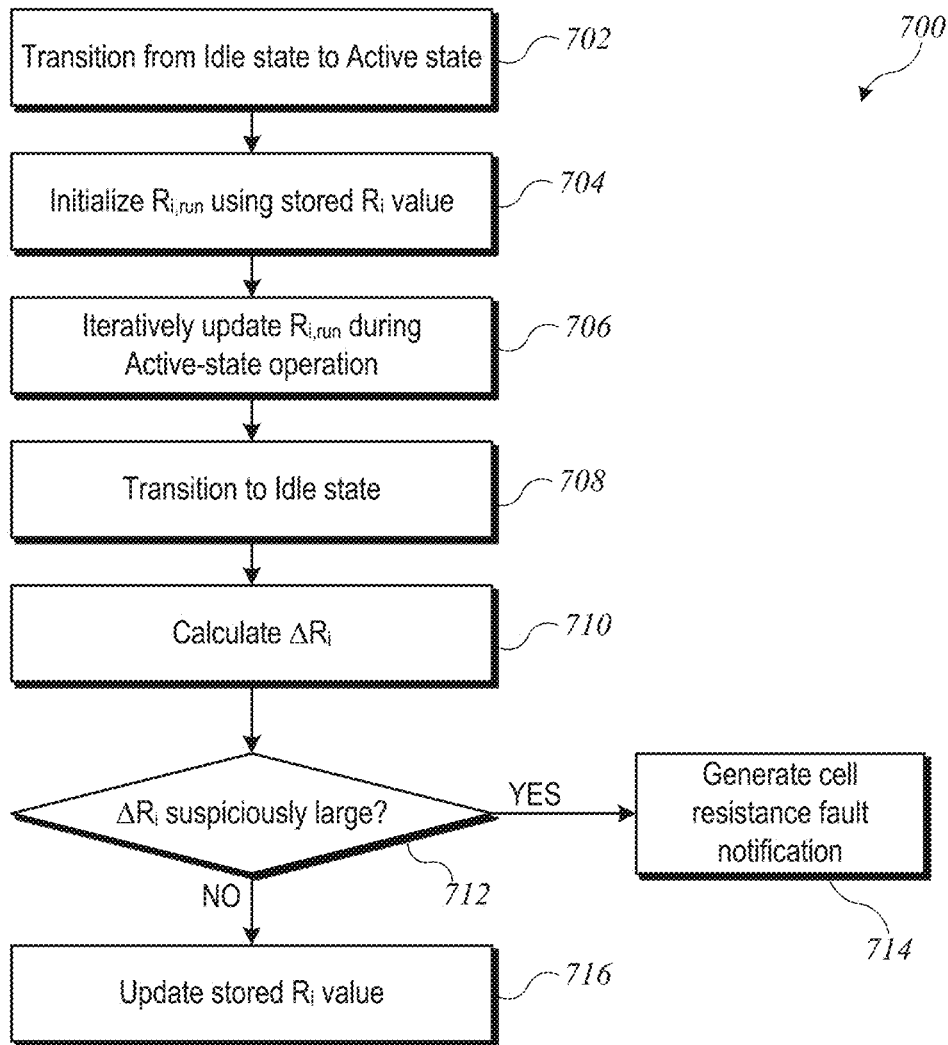 Transition from Idle state to Active state
702
700
Initialize Ri,run using stored Ri value
704
Iteratively update Ri,run during
Active-state operation
706
Transition to Idle state
708
Calculate ΔRi
710
ΔRi suspiciously large?
YES
712
NO
Generate cell
resistance fault
notification
714
Update stored Ri value
716